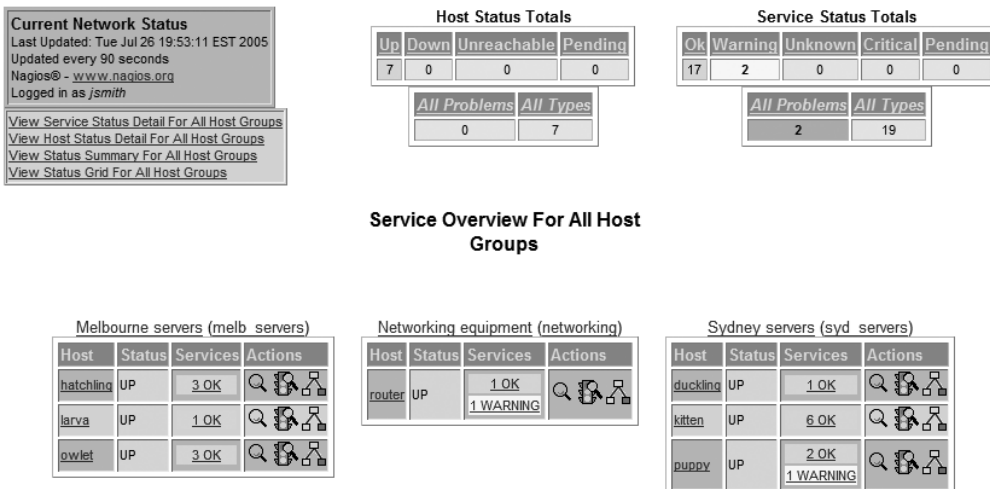 Current Network Status
Last Updated: Tue Jul 26 19:53:11 EST 2005
Updated every 90 seconds
Nagios® - www.nagios.org
Logged in as jsmith
View Service Status Detail For All Host Groups
View Host Status Detail For All Host Groups
View Status Summary For All Host Groups
View Status Grid For All Host Groups
Host Status Totals
Up Down Unreachable Pending
7 0 0 0
All Problems All Types
0 7
Service Status Totals
Ok Warning Unknown Critical Pending
17 2 0 0 0
All Problems All Types
2 19
Service Overview For All Host
Groups
Melbourne servers (melb_servers)
Host Status Services Actions
hatchling UP 3 OK
larva UP 1 OK
owlet UP 3 OK
Networking equipment (networking)
Host Status Services Actions
router UP 1 OK
1 WARNING
Sydney servers (syd_servers)
Host Status Services Actions
duckling UP 1 OK
kitten UP 6 OK
puppy UP 2 OK
1 WARNING